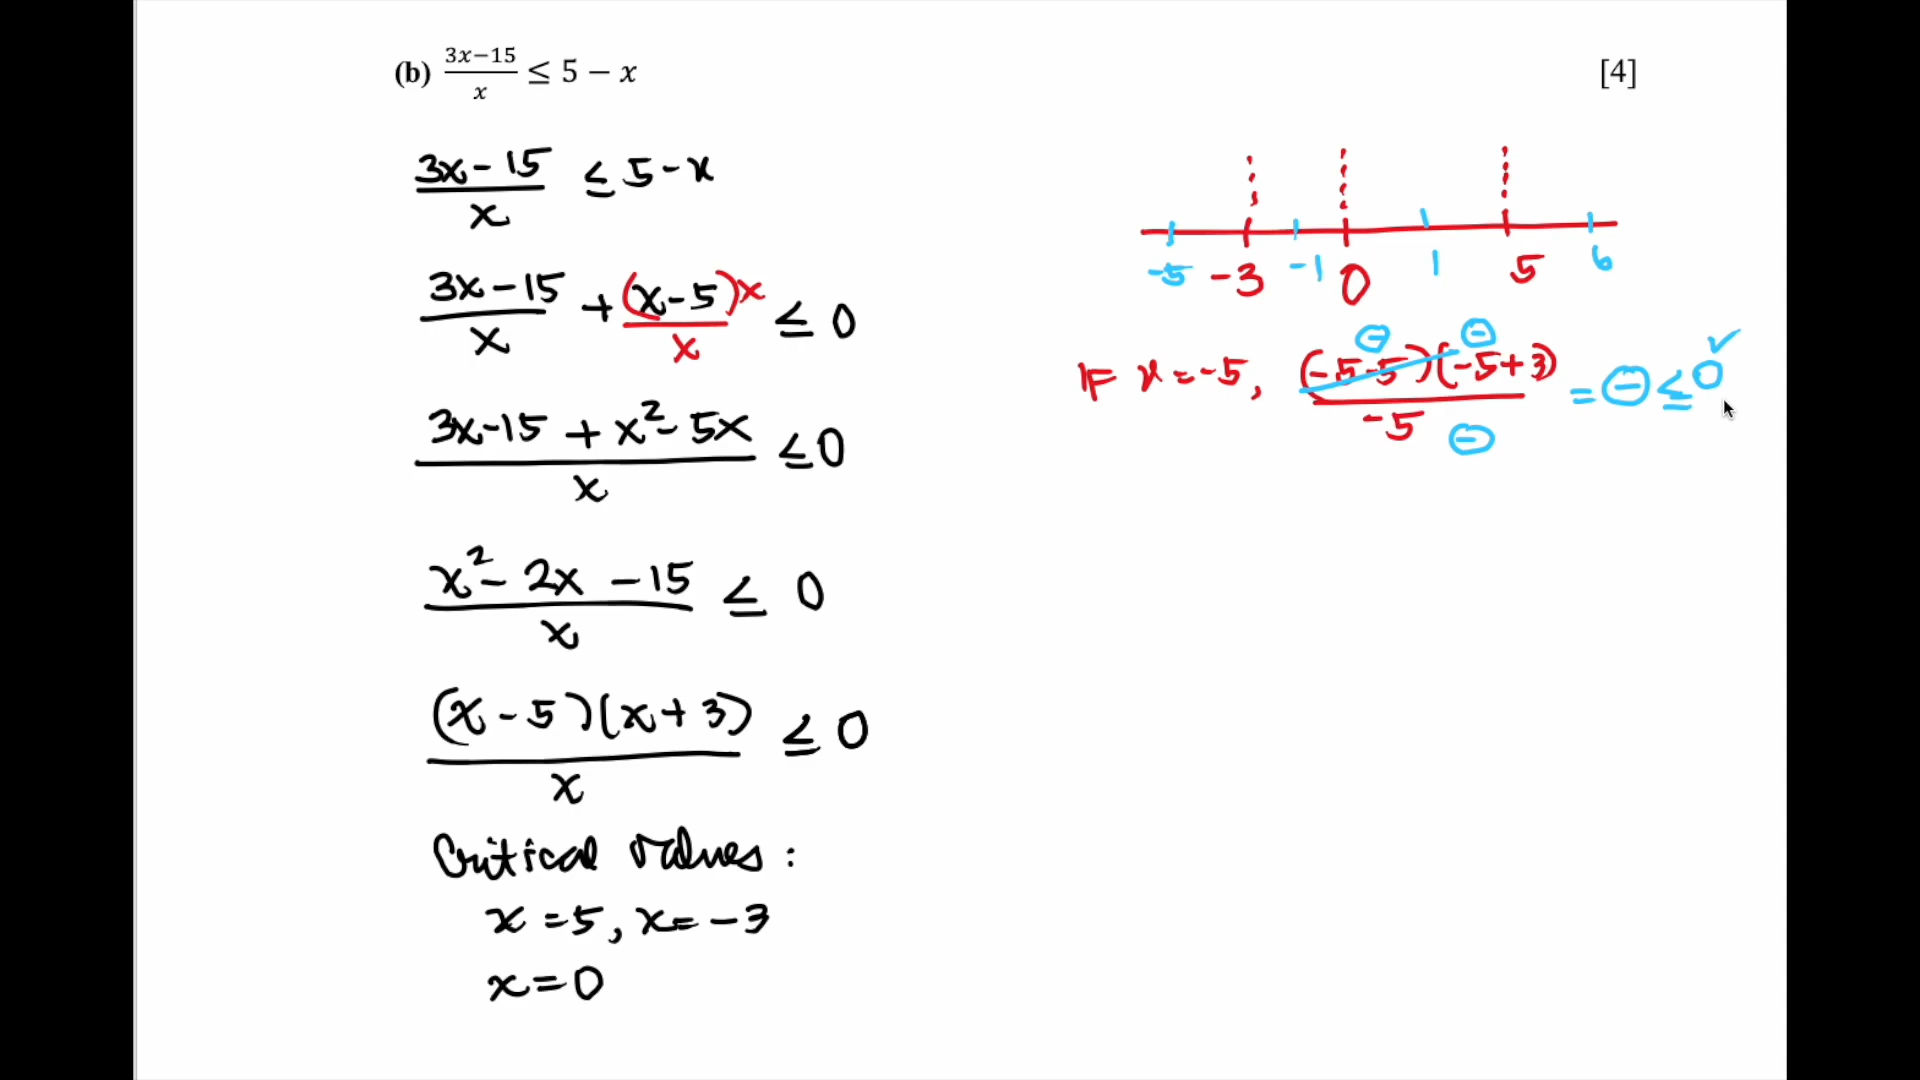 (b) (3x−15)/x ≤ 5 − x [4]
(3x-15)/x ≤ 5-x
(3x-15)/x + (x-5)x/x ≤ 0
(3x-15 + x²-5x)/x ≤ 0
(x²-2x-15)/x ≤ 0
(x-5)(x+3)/x ≤ 0
Critical values:
x=5, x=-3
x=0
-5 -3 -1 0 1 5 6
If x=-5, (-5-5)(-5+3)/-5 = ⊖ ≤ 0 ✓
⊖ ⊖
⊖